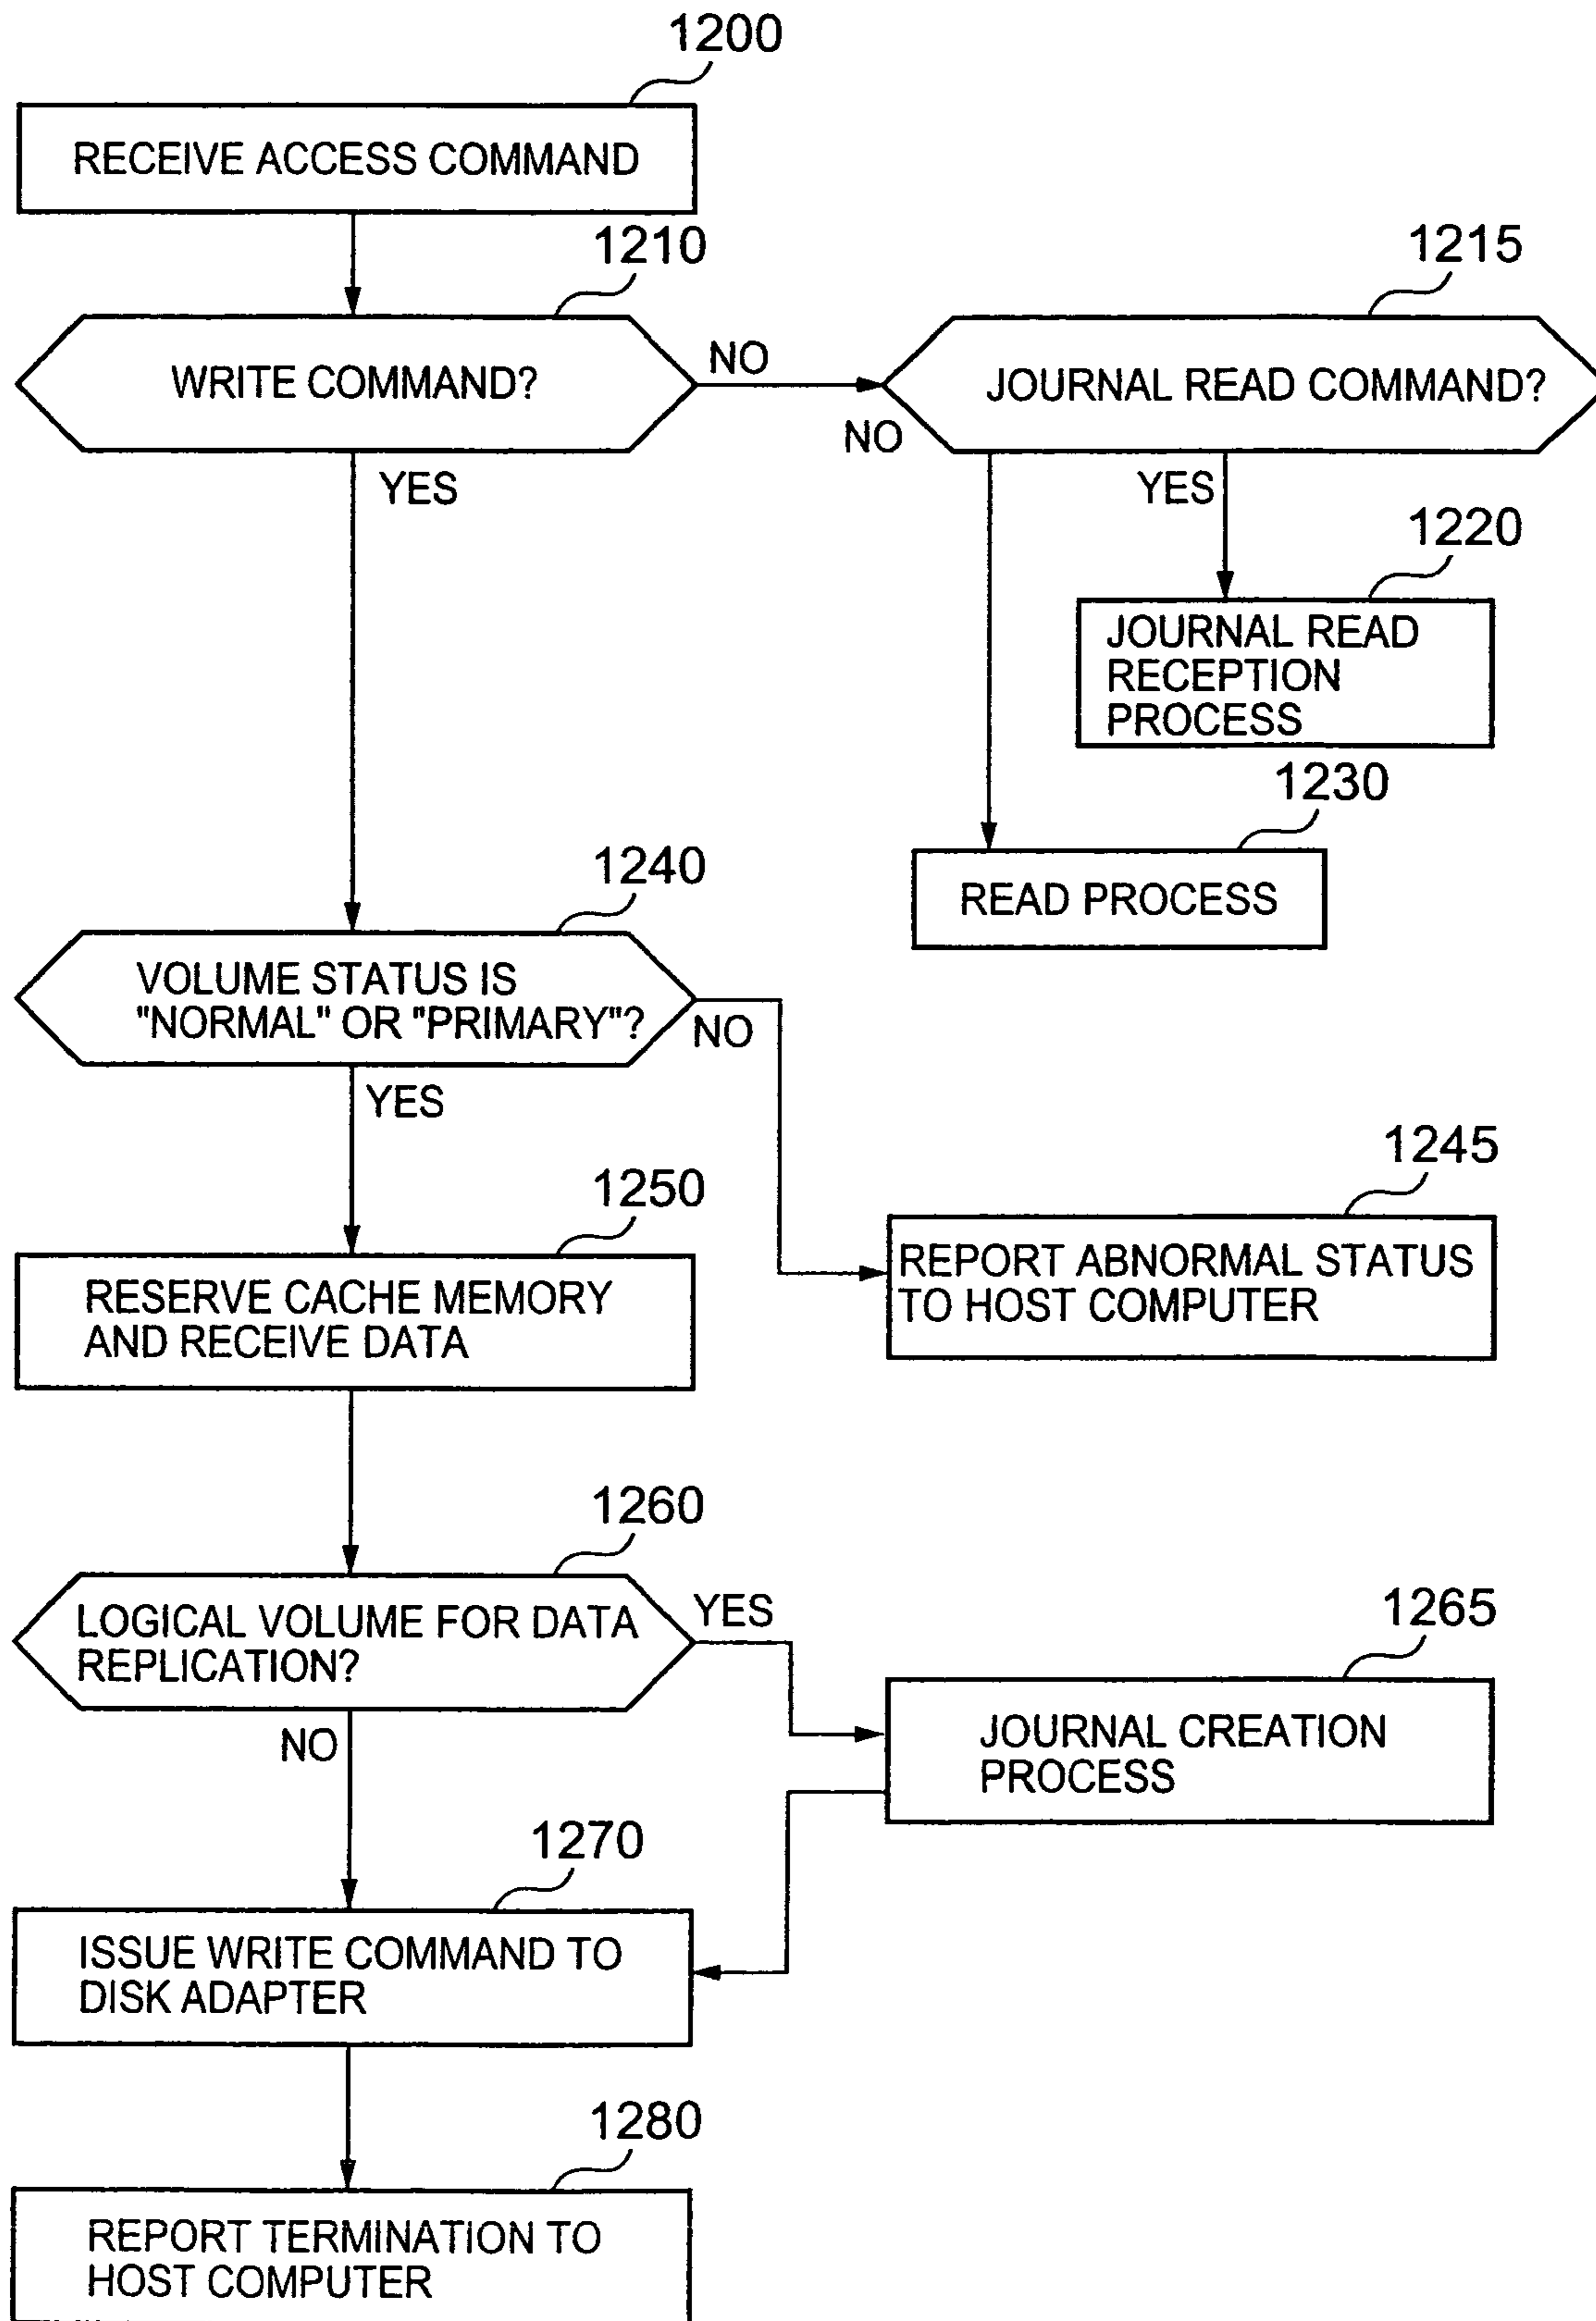 1200
RECEIVE ACCESS COMMAND
1210
1215
WRITE COMMAND?
NO
JOURNAL READ COMMAND?
NO
YES
YES
1220
JOURNAL READ
RECEPTION
PROCESS
1230
READ PROCESS
1240
VOLUME STATUS IS
"NORMAL" OR "PRIMARY"?
NO
YES
1245
REPORT ABNORMAL STATUS
TO HOST COMPUTER
1250
RESERVE CACHE MEMORY
AND RECEIVE DATA
1260
LOGICAL VOLUME FOR DATA
REPLICATION?
YES
NO
1265
JOURNAL CREATION
PROCESS
1270
ISSUE WRITE COMMAND TO
DISK ADAPTER
1280
REPORT TERMINATION TO
HOST COMPUTER